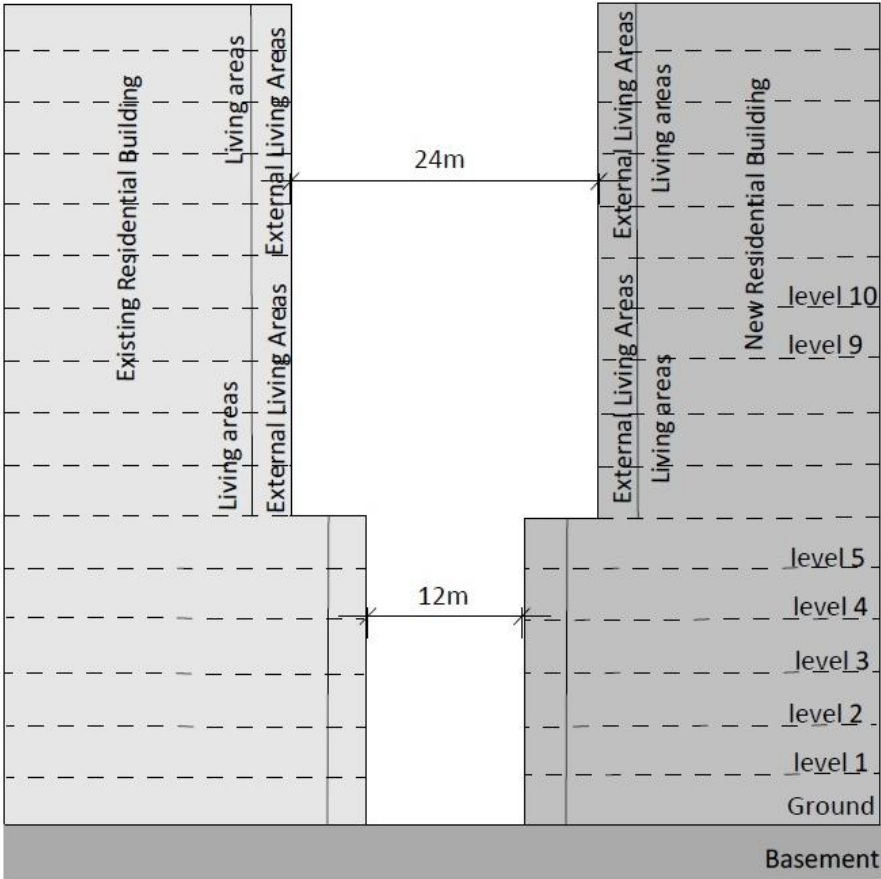 Existing Residential Building
Living areas
External Living Areas
Living areas
External Living Areas
24m
12m
External Living Areas
Living areas
External Living Areas
Living areas
New Residential Building
level 10
level 9
level 5
level 4
level 3
level 2
level 1
Ground
Basement